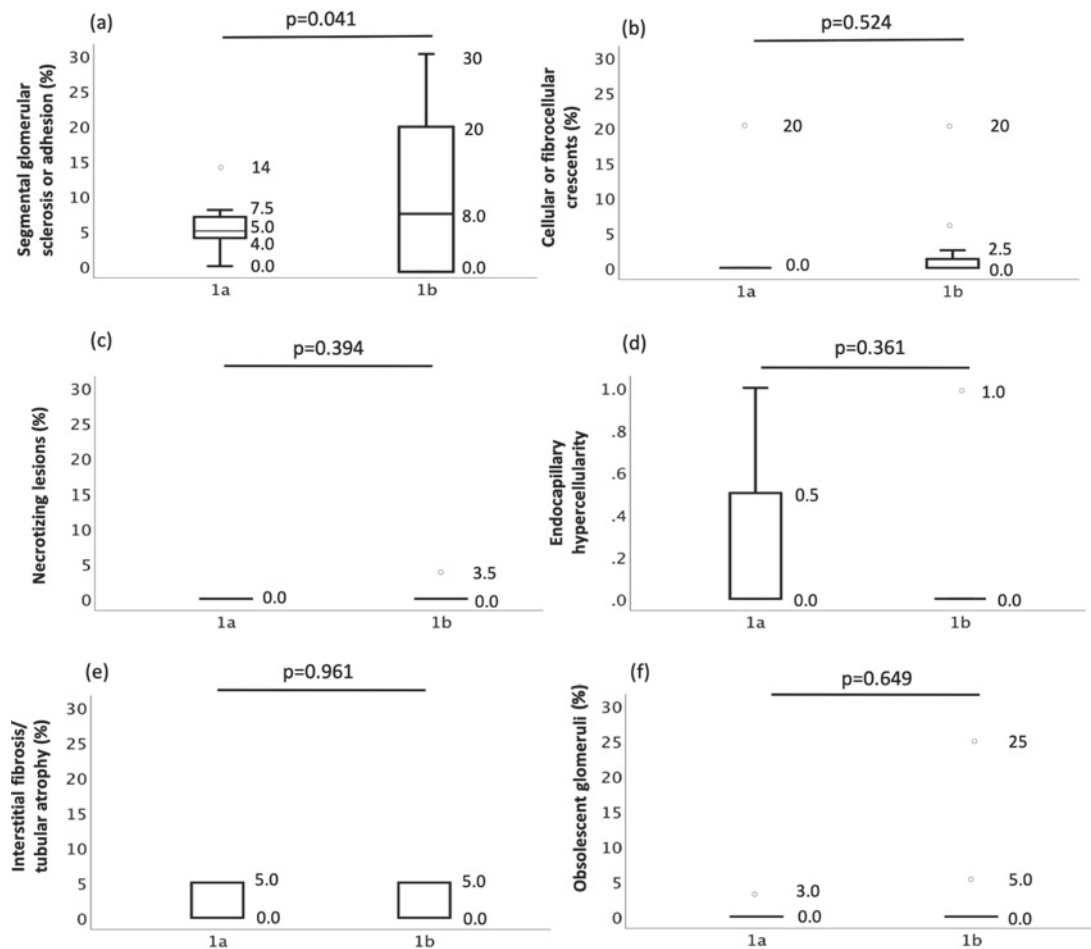 (a)
p=0.041
Segmental glomerular
sclerosis or adhesion (%)
30
25
20
15
10
5
0
30
20
14
7.5
5.0
4.0
0.0
8.0
0.0
1a
1b
(b)
p=0.524
Cellular or fibrocellular
crescents (%)
30
25
20
15
10
5
0
20
20
0.0
2.5
0.0
1a
1b
(c)
p=0.394
Necrotizing lesions (%)
30
25
20
15
10
5
0
0.0
3.5
0.0
1a
1b
(d)
p=0.361
Endocapillary
hypercellularity
1.0
.8
.6
.4
.2
.0
0.5
0.0
1.0
0.0
1a
1b
(e)
p=0.961
Interstitial fibrosis/
tubular atrophy (%)
30
25
20
15
10
5
0
5.0
0.0
5.0
0.0
1a
1b
(f)
p=0.649
Obsolescent glomeruli (%)
30
25
20
15
10
5
0
3.0
0.0
25
5.0
0.0
1a
1b